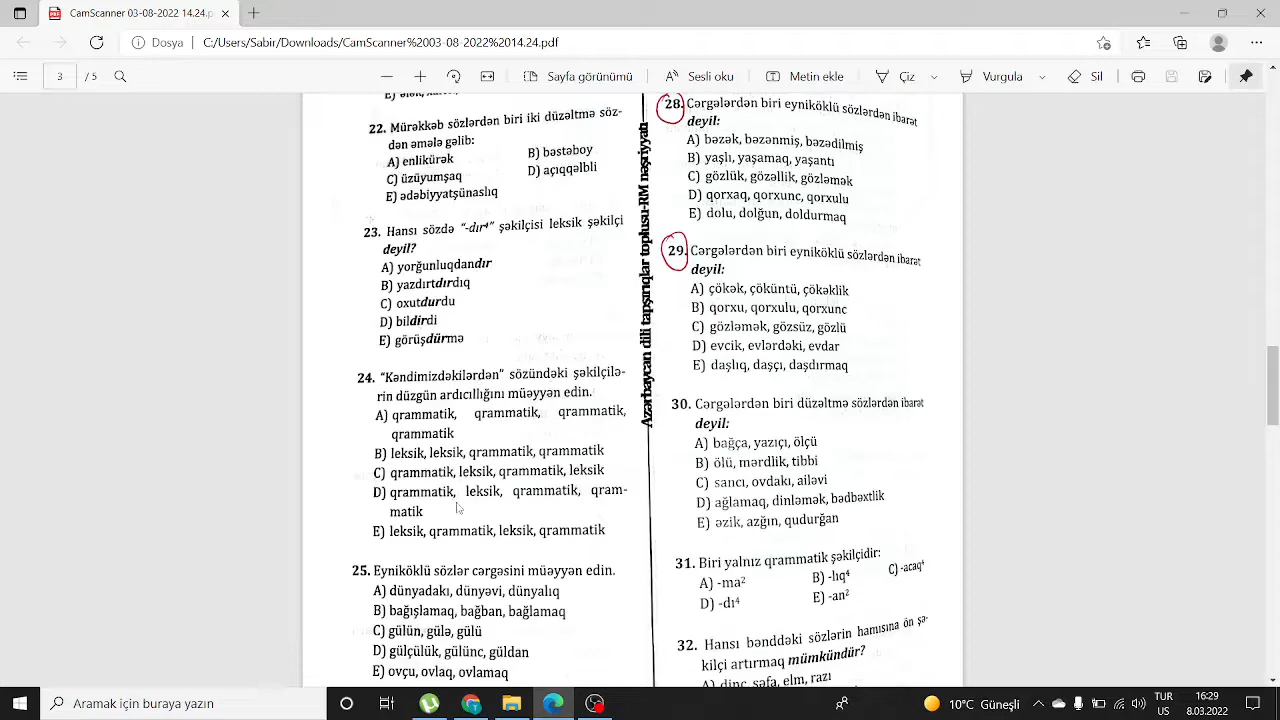 CamScanner 03-08-2022 14.24.p
Dosya
C:/Users/Sabir/Downloads/CamScanner%2003-08-2022%2014.24.pdf
3 / 5
Sayfa görünümü
Sesli oku
Metin ekle
Çiz
Vurgula
Sil
22. Mürəkkəb sözlərdən biri iki düzəltmə söz-
dən əmələ gəlib:
A) enlikürək B) bəstəboy
C) üzüyumşaq D) açıqqəlbli
E) ədəbiyyatşünaslıq
23. Hansı sözdə “-dır⁴” şəkilçisi leksik şəkilçi
deyil?
A) yorğunluqdandır
B) yazdırtdırdıq
C) oxutdurdu
D) bildirdi
E) görüşdürmə
24. “Kəndimizdəkilərdən” sözündəki şəkilçilə-
rin düzgün ardıcıllığını müəyyən edin.
A) qrammatik, qrammatik, qrammatik,
qrammatik
B) leksik, leksik, qrammatik, qrammatik
C) qrammatik, leksik, qrammatik, leksik
D) qrammatik, leksik, qrammatik, qram-
matik
E) leksik, qrammatik, leksik, qrammatik
25. Eyniköklü sözlər cərgəsini müəyyən edin.
A) dünyadakı, dünyəvi, dünyalıq
B) bağışlamaq, bağban, bağlamaq
C) gülün, gülə, gülü
D) gülçülük, gülünc, güldan
E) ovçu, ovlaq, ovlamaq
Azərbaycan dili tapşırıqlar toplusu-RM nəşriyyatı
28. Cərgələrdən biri eyniköklü sözlərdən ibarət
deyil:
A) bəzək, bəzənmiş, bəzədilmiş
B) yaşlı, yaşamaq, yaşantı
C) gözlük, gözəllik, gözləmək
D) qorxaq, qorxunc, qorxulu
E) dolu, dolğun, doldurmaq
29. Cərgələrdən biri eyniköklü sözlərdən ibarət
deyil:
A) çökək, çöküntü, çökəklik
B) qorxu, qorxulu, qorxunc
C) gözləmək, gözsüz, gözlü
D) evcik, evlərdəki, evdar
E) daşlıq, daşçı, daşdırmaq
30. Cərgələrdən biri düzəltmə sözlərdən ibarət
deyil:
A) bağça, yazıçı, ölçü
B) ölü, mərdlik, tibbi
C) sancı, ovdakı, ailəvi
D) ağlamaq, dinləmək, bədbəxtlik
E) əzik, azğın, qudurğan
31. Biri yalnız qrammatik şəkilçidir:
A) -ma² B) -lıq⁴ C) -acaq⁴
D) -dı⁴ E) -an²
32. Hansı bənddəki sözlərin hamısına ön şə-
kilçi artırmaq mümkündür?
A) dinc, səfa, elm, razı
Aramak için buraya yazın
10°C Güneşli
TUR
US
16:29
8.03.2022